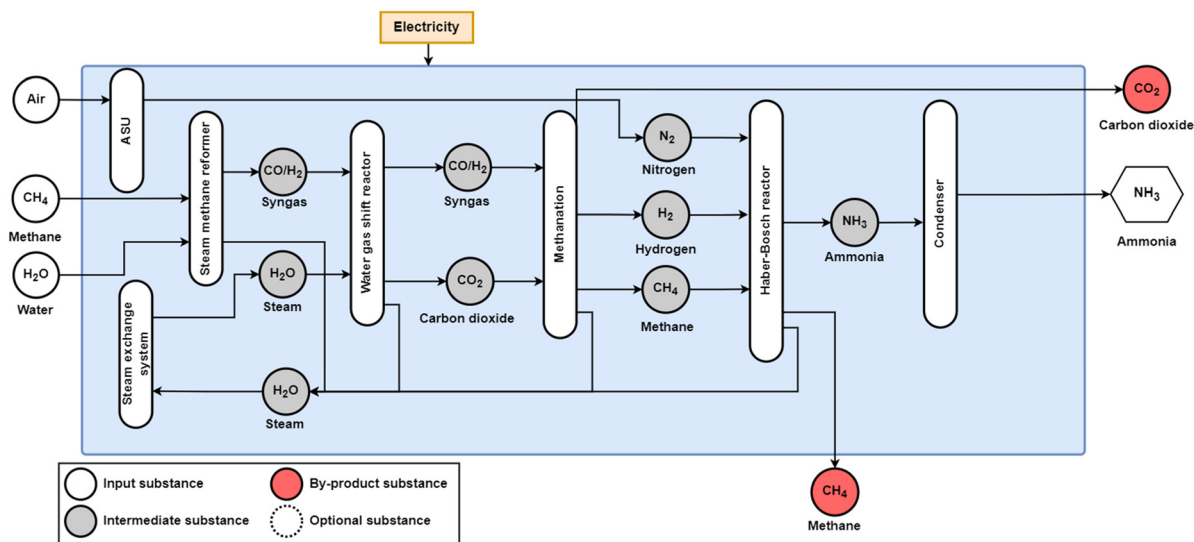 Electricity
Air
ASU
CO₂
Carbon dioxide
CH₄
Methane
H₂O
Water
Steam methane reformer
CO/H₂
Syngas
H₂O
Steam
Steam exchange
system
H₂O
Steam
Water gas shift reactor
CO/H₂
Syngas
CO₂
Carbon dioxide
Methanation
N₂
Nitrogen
H₂
Hydrogen
CH₄
Methane
Haber-Bosch reactor
NH₃
Ammonia
Condenser
NH₃
Ammonia
CH₄
Methane
Input substance
By-product substance
Intermediate substance
Optional substance